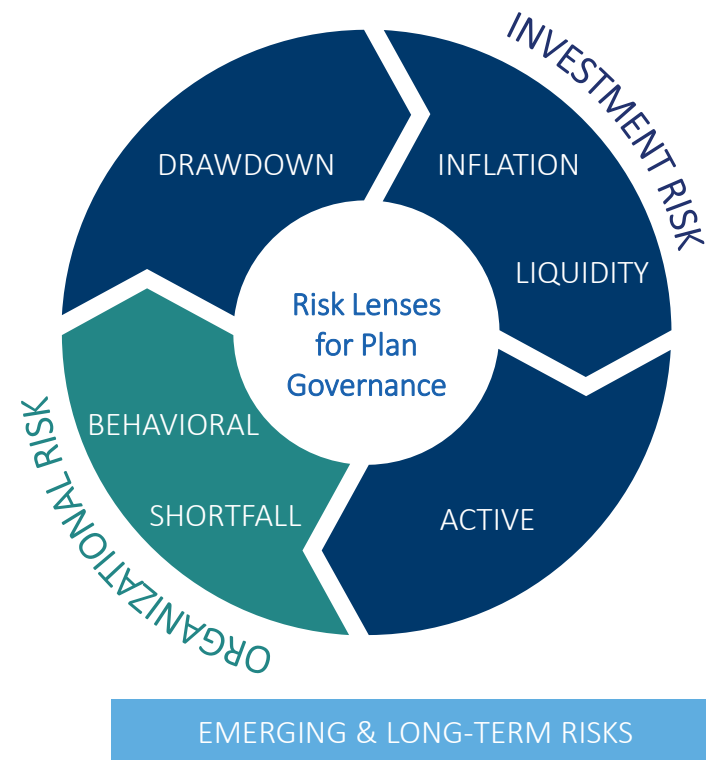 INVESTMENT RISK
DRAWDOWN
INFLATION
LIQUIDITY
Risk Lenses
for Plan
Governance
BEHAVIORAL
SHORTFALL
ACTIVE
ORGANIZATIONAL RISK
EMERGING & LONG-TERM RISKS